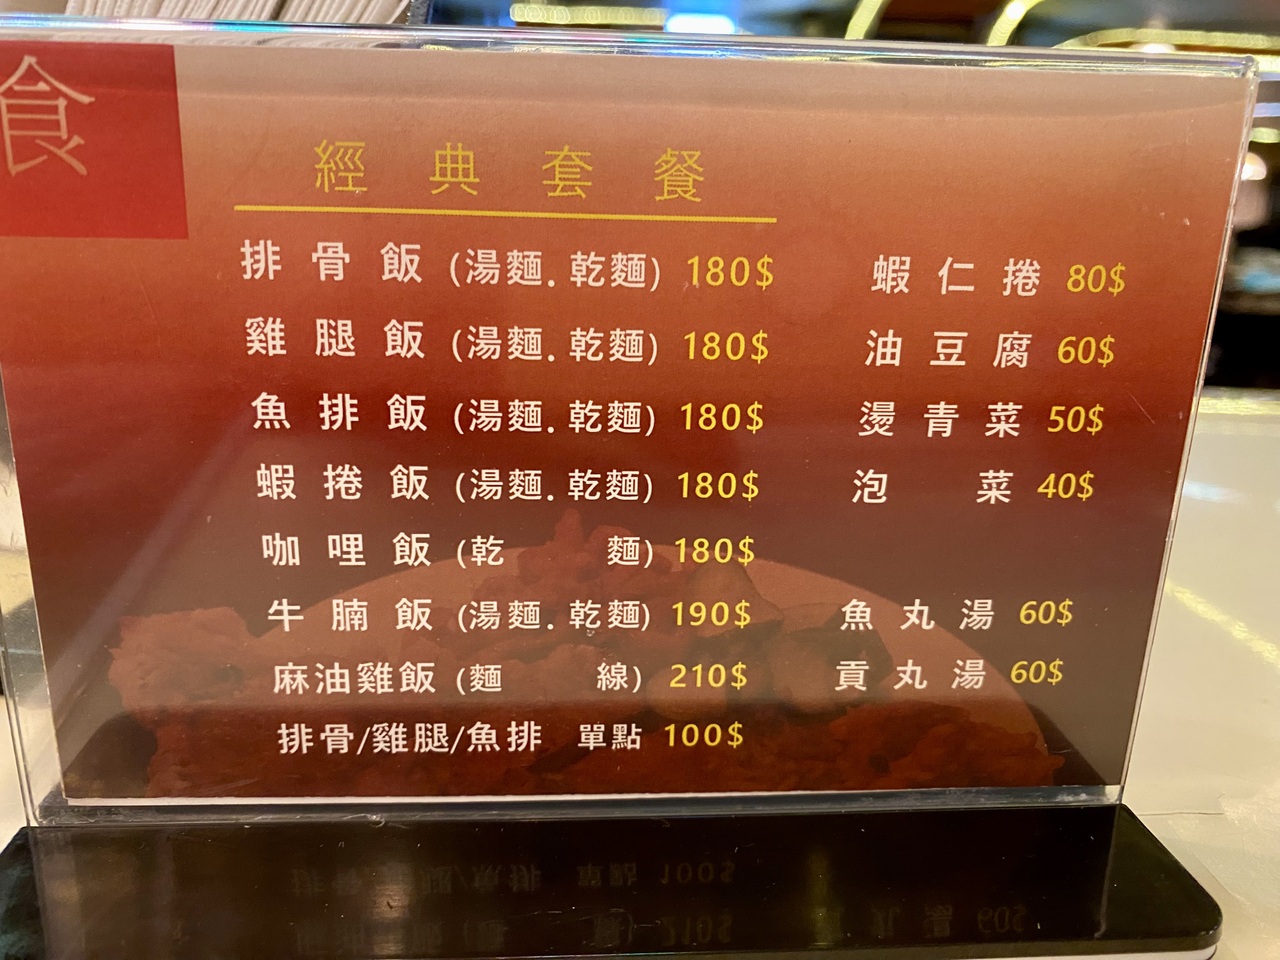 食
經典套餐
排骨飯 (湯麵.乾麵) 180$
雞腿飯 (湯麵.乾麵) 180$
魚排飯 (湯麵.乾麵) 180$
蝦捲飯 (湯麵.乾麵) 180$
咖哩飯 (乾 麵) 180$
牛腩飯 (湯麵.乾麵) 190$
麻油雞飯 (麵 線) 210$
排骨/雞腿/魚排 單點 100$
蝦仁捲 80$
油豆腐 60$
燙青菜 50$
泡 菜 40$
魚丸湯 60$
貢丸湯 60$